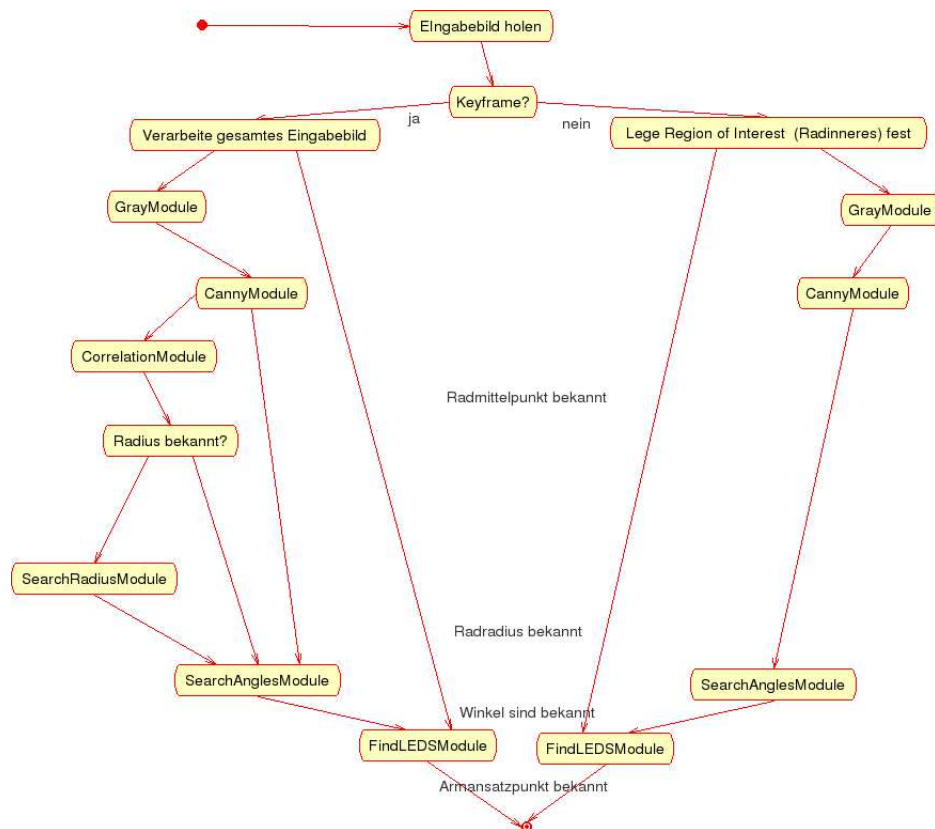 EIngabebild holen
Keyframe?
ja
nein
Verarbeite gesamtes Eingabebild
Lege Region of Interest (Radinneres) fest
GrayModule
GrayModule
CannyModule
CannyModule
CorrelationModule
Radmittelpunkt bekannt
Radius bekannt?
SearchRadiusModule
Radradius bekannt
SearchAnglesModule
SearchAnglesModule
Winkel sind bekannt
FindLEDSModule
FindLEDSModule
Armansatzpunkt bekannt